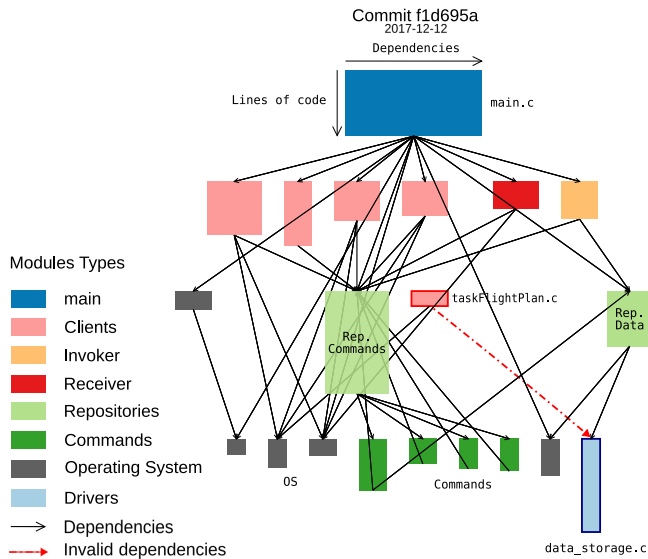 Commit f1d695a
2017-12-12
Dependencies
Lines of code
main.c
Modules Types
main
Clients
Invoker
Receiver
Repositories
Commands
Operating System
Drivers
Dependencies
Invalid dependencies
taskFlightPlan.c
Rep.
Commands
Rep.
Data
OS
Commands
data_storage.c